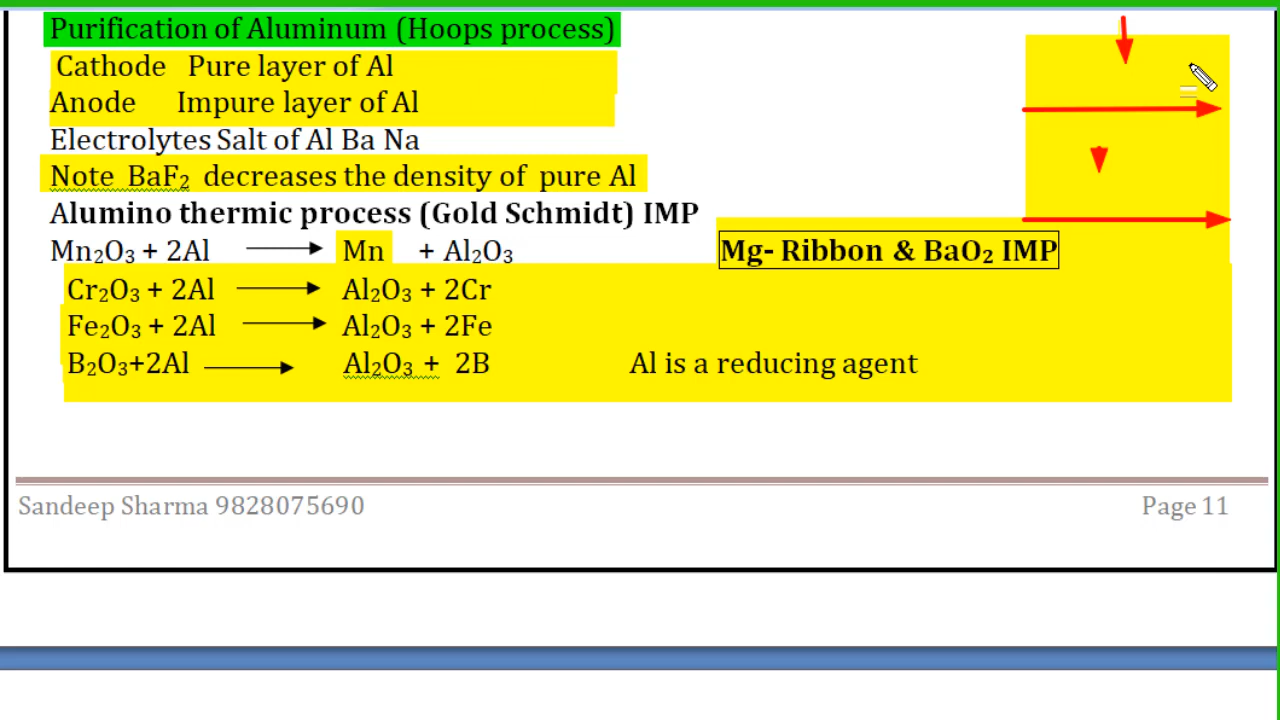 Purification of Aluminum (Hoops process)
Cathode Pure layer of Al
Anode Impure layer of Al
Electrolytes Salt of Al Ba Na
Note BaF₂ decreases the density of pure Al
Alumino thermic process (Gold Schmidt) IMP
Mn₂O₃ + 2Al ⟶ Mn + Al₂O₃ Mg- Ribbon & BaO₂ IMP
Cr₂O₃ + 2Al ⟶ Al₂O₃ + 2Cr
Fe₂O₃ + 2Al ⟶ Al₂O₃ + 2Fe
B₂O₃+2Al ⟶ Al₂O₃ + 2B Al is a reducing agent
Sandeep Sharma 9828075690 Page 11